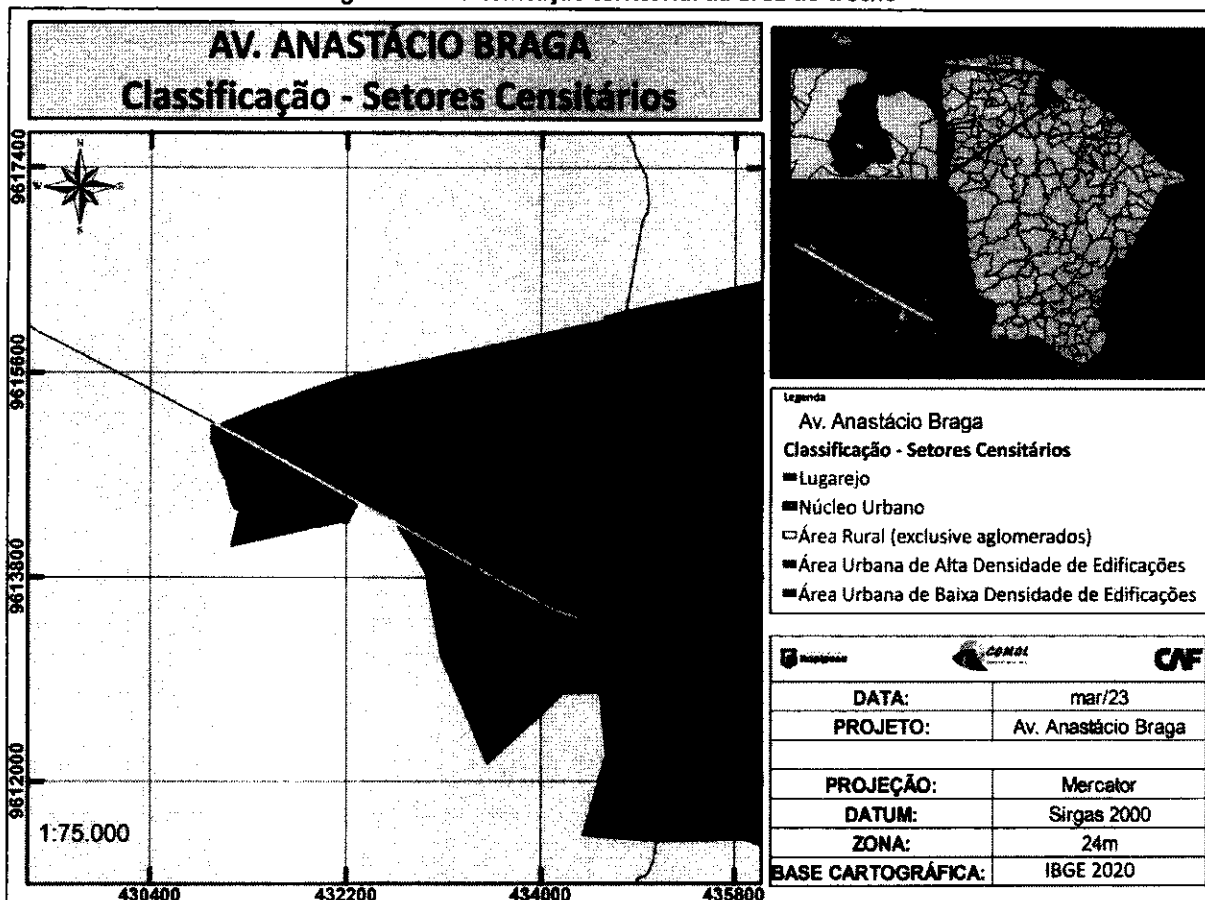 AV. ANASTÁCIO BRAGA
Classificação - Setores Censitários
9617400
9615600
9613800
9612000
N
S
1:75.000
430400
432200
434000
435800
Legenda
Av. Anastácio Braga
Classificação - Setores Censitários
Lugarejo
Núcleo Urbano
Área Rural (exclusive aglomerados)
Área Urbana de Alta Densidade de Edificações
Área Urbana de Baixa Densidade de Edificações
COMOL
CAF
DATA: mar/23
PROJETO: Av. Anastácio Braga
PROJEÇÃO: Mercator
DATUM: Sirgas 2000
ZONA: 24m
BASE CARTOGRÁFICA: IBGE 2020